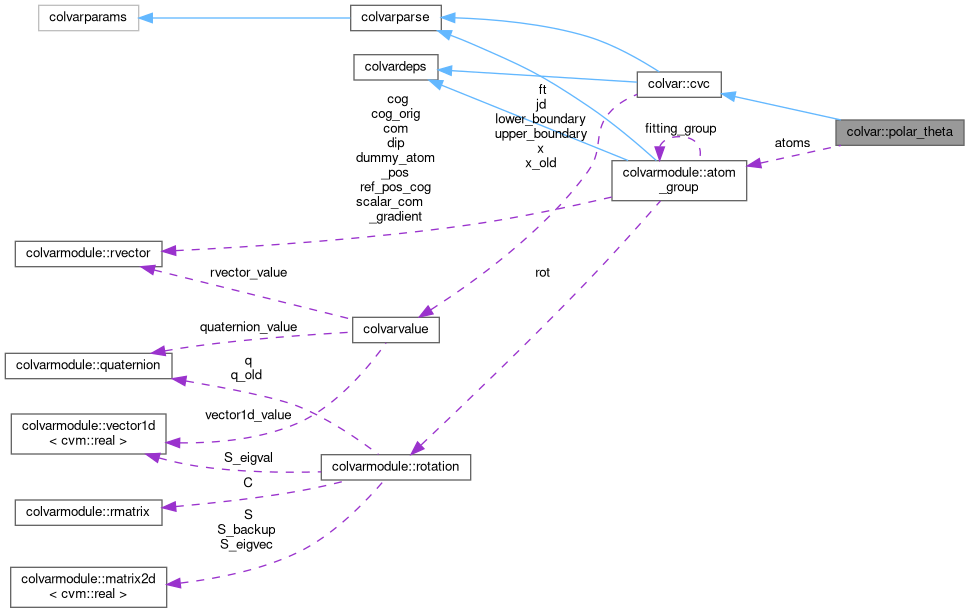 colvarparams
colvarparse
colvardeps
colvar::cvc
colvar::polar_theta
cog
cog_orig
com
dip
dummy_atom
_pos
ref_pos_cog
scalar_com
_gradient
ft
jd
lower_boundary
upper_boundary
x
x_old
fitting_group
atoms
colvarmodule::atom
_group
colvarmodule::rvector
rvector_value
rot
colvarvalue
quaternion_value
colvarmodule::quaternion
q
q_old
vector1d_value
colvarmodule::vector1d
< cvm::real >
S_eigval
colvarmodule::rotation
C
colvarmodule::rmatrix
S
S_backup
S_eigvec
colvarmodule::matrix2d
< cvm::real >